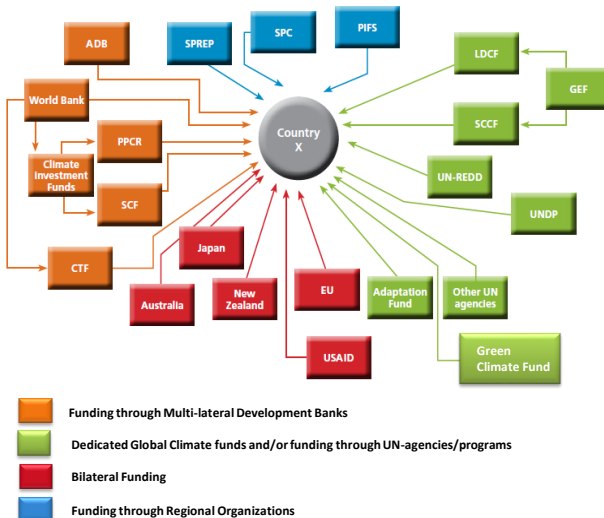 ADB
SPREP
SPC
PIFS
LDCF
GEF
World Bank
PPCR
Climate
Investment Funds
SCF
CTF
Country
X
SCCF
UN-REDD
UNDP
Japan
Australia
New
Zealand
EU
USAID
Adaptation
Fund
Other UN
agencies
Green
Climate Fund
Funding through Multi-lateral Development Banks
Dedicated Global Climate funds and/or funding through UN-agencies/programs
Bilateral Funding
Funding through Regional Organizations